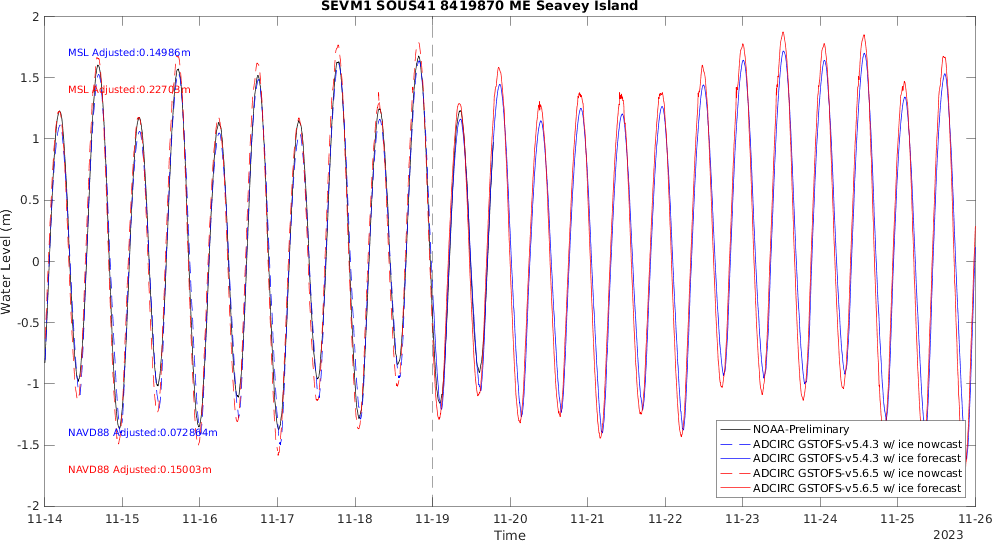 SEVM1 SOUS41 8419870 ME Seavey Island
2
1.5
1
0.5
0
-0.5
-1
-1.5
-2
Water Level (m)
MSL Adjusted:0.14986m
MSL Adjusted:0.22703m
NAVD88 Adjusted:0.072864m
NAVD88 Adjusted:0.15003m
NOAA-Preliminary
ADCIRC GSTOFS-v5.4.3 w/ ice nowcast
ADCIRC GSTOFS-v5.4.3 w/ ice forecast
ADCIRC GSTOFS-v5.6.5 w/ ice nowcast
ADCIRC GSTOFS-v5.6.5 w/ ice forecast
11-14 11-15 11-16 11-17 11-18 11-19 11-20 11-21 11-22 11-23 11-24 11-25 11-26
Time
2023